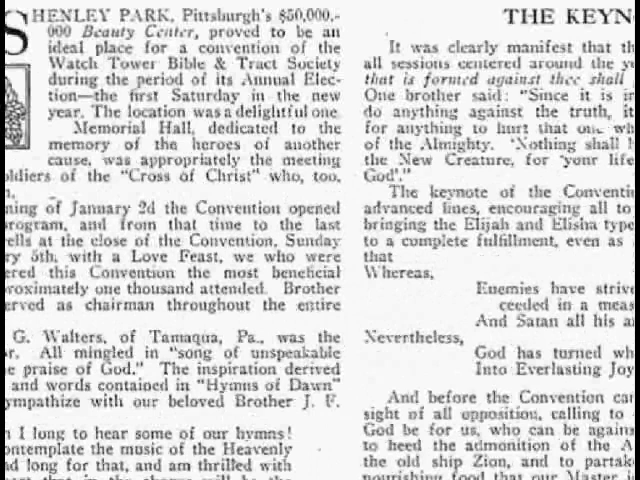 SHENLEY PARK, Pittsburgh's $50,000,-
000 Beauty Center, proved to be an
ideal place for a convention of the
Watch Tower Bible & Tract Society
during the period of its Annual Elec-
tion—the first Saturday in the new
year. The location was a delightful one.
Memorial Hall, dedicated to the
memory of the heroes of another
cause, was appropriately the meeting
oldiers of the "Cross of Christ" who, too,
n.
ning of January 2d the Convention opened
program, and from that time to the last
ells at the close of the Convention, Sunday
ry 5th, with a Love Feast, we who were
ered this Convention the most beneficial
roximately one thousand attended. Brother
erved as chairman throughout the entire
G. Walters, of Tamaqua, Pa., was the
r. All mingled in "song of unspeakable
e praise of God." The inspiration derived
and words contained in "Hymns of Dawn"
ympathize with our beloved Brother J. F.
h I long to hear some of our hymns!
ontemplate the music of the Heavenly
nd long for that, and am thrilled with
THE KEYN
It was clearly manifest that th
all sessions centered around the ye
that is formed against thee shall
One brother said: "Since it is in
do anything against the truth, it
for anything to hurt that one wh
of the Almighty. 'Nothing shall h
the New Creature, for 'your life
God'."
The keynote of the Conventi
advanced lines, encouraging all to
bringing the Elijah and Elisha type
to a complete fulfillment, even as
that
Whereas,
Enemies have strive
ceeded in a meas
And Satan all his a
Nevertheless,
God has turned wh
Into Everlasting Joy
And before the Convention car
sight of all opposition, calling to
God be for us, who can be again
to heed the admonition of the A
the old ship Zion, and to partak
nourishing food that our Master i